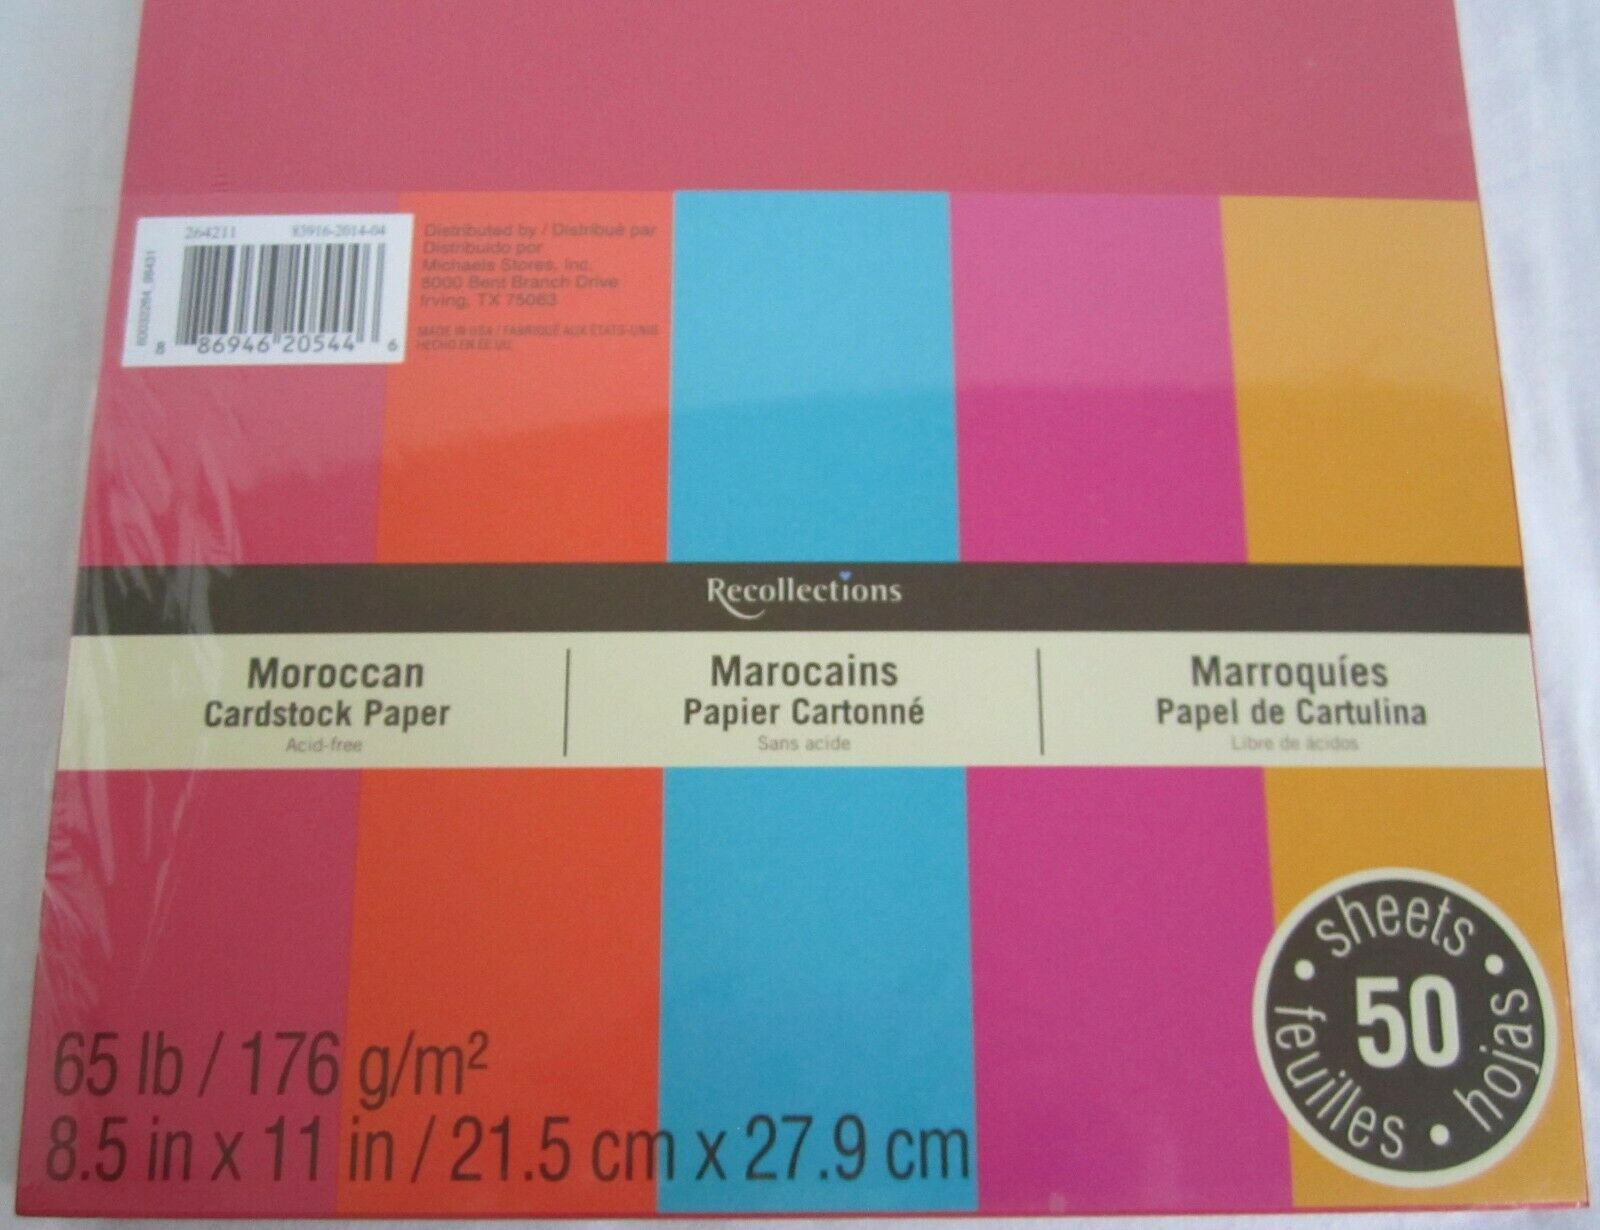 264211 83916-2014-04
60032264_96431
8 86946 20544 6
Distributed by / Distribué par
Distribuido por
Michaels Stores, Inc.
8000 Bent Branch Drive
Irving, TX 75063
MADE IN USA / FABRIQUÉ AUX ÉTATS-UNIS
HECHO EN EE.UU.
Recollections
Moroccan
Cardstock Paper
Acid-free
Marocains
Papier Cartonné
Sans acide
Marroquíes
Papel de Cartulina
Libre de ácidos
65 lb / 176 g/m²
8.5 in x 11 in / 21.5 cm x 27.9 cm
sheets
50
feuilles
hojas